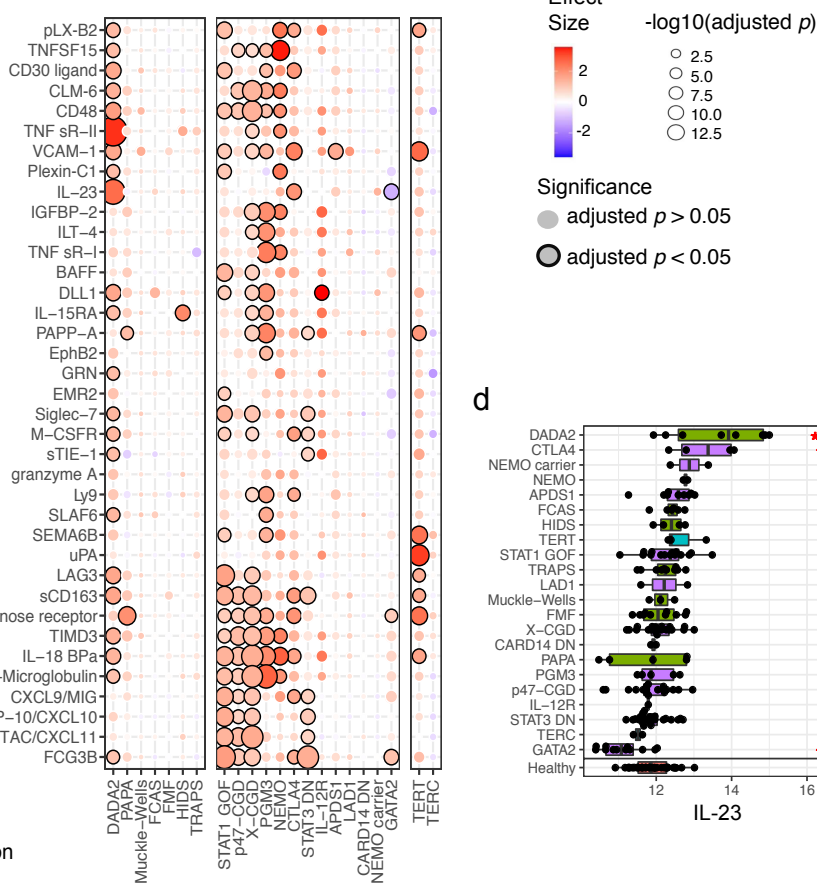 pLX−B2
TNFSF15
CD30 ligand
CLM−6
CD48
TNF sR−II
VCAM−1
Plexin−C1
IL−23
IGFBP−2
ILT−4
TNF sR−I
BAFF
DLL1
IL−15RA
PAPP−A
EphB2
GRN
EMR2
Siglec−7
M−CSFR
sTIE−1
granzyme A
Ly9
SLAF6
SEMA6B
uPA
LAG3
sCD163
nose receptor
TIMD3
IL−18 BPa
-Microglobulin
CXCL9/MIG
P−10/CXCL10
TAC/CXCL11
FCG3B
DADA2
PAPA
Muckle−Wells
FCAS
FMF
HIDS
TRAPS
STAT1 GOF
p47−CGD
X−CGD
PGM3
NEMO
CTLA4
STAT3 DN
IL−12R
APDS1
LAD1
CARD14 DN
NEMO carrier
GATA2
TERT
TERC
on
Effect
Size
2
0
-2
-log10(adjusted p)
2.5
5.0
7.5
10.0
12.5
Significance
adjusted p > 0.05
adjusted p < 0.05
d
DADA2
CTLA4
NEMO carrier
NEMO
APDS1
FCAS
HIDS
TERT
STAT1 GOF
TRAPS
LAD1
Muckle−Wells
FMF
X−CGD
CARD14 DN
PAPA
PGM3
p47−CGD
IL−12R
STAT3 DN
TERC
GATA2
Healthy
12 14 16
IL-23